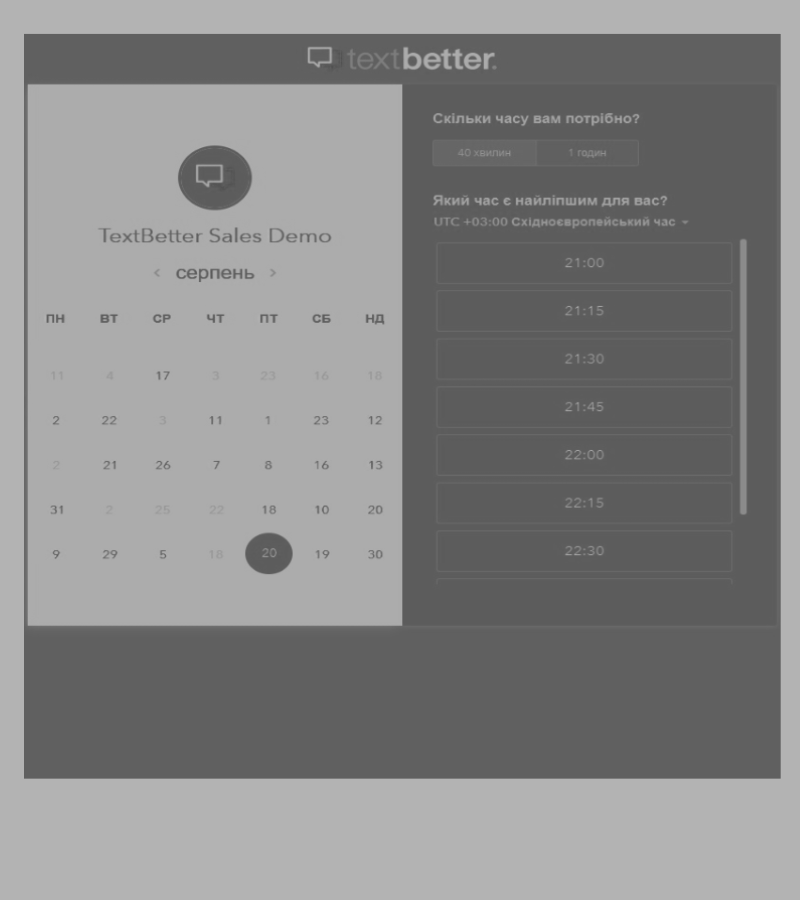 textbetter.
TextBetter Sales Demo
< серпень >
ПН ВТ СР ЧТ ПТ СБ НД
11 4 17 3 23 16 18
2 22 3 11 1 23 12
2 21 26 7 8 16 13
31 2 25 22 18 10 20
9 29 5 18 20 19 30
Скільки часу вам потрібно?
40 хвилин 1 годин
Який час є найліпшим для вас?
UTC +03:00 Східноєвропейський час
21:00
21:15
21:30
21:45
22:00
22:15
22:30